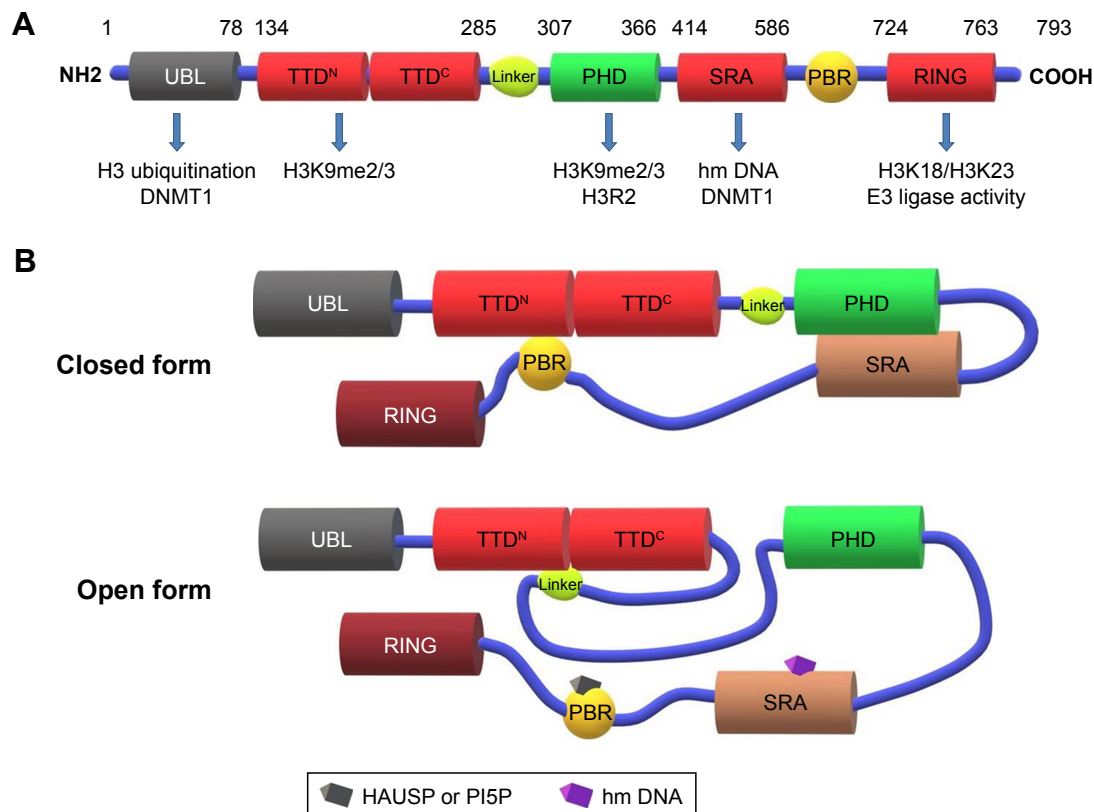 A
1 78 134 285 307 366 414 586 724 763 793
NH2 UBL TTDᴺ TTDᶜ Linker PHD SRA PBR RING COOH
H3 ubiquitination H3K9me2/3 H3K9me2/3 hm DNA H3K18/H3K23
DNMT1 H3R2 DNMT1 E3 ligase activity
B
UBL TTDᴺ TTDᶜ Linker PHD
Closed form
PBR SRA
RING
UBL TTDᴺ TTDᶜ PHD
Open form
Linker
RING
PBR SRA
HAUSP or PI5P hm DNA